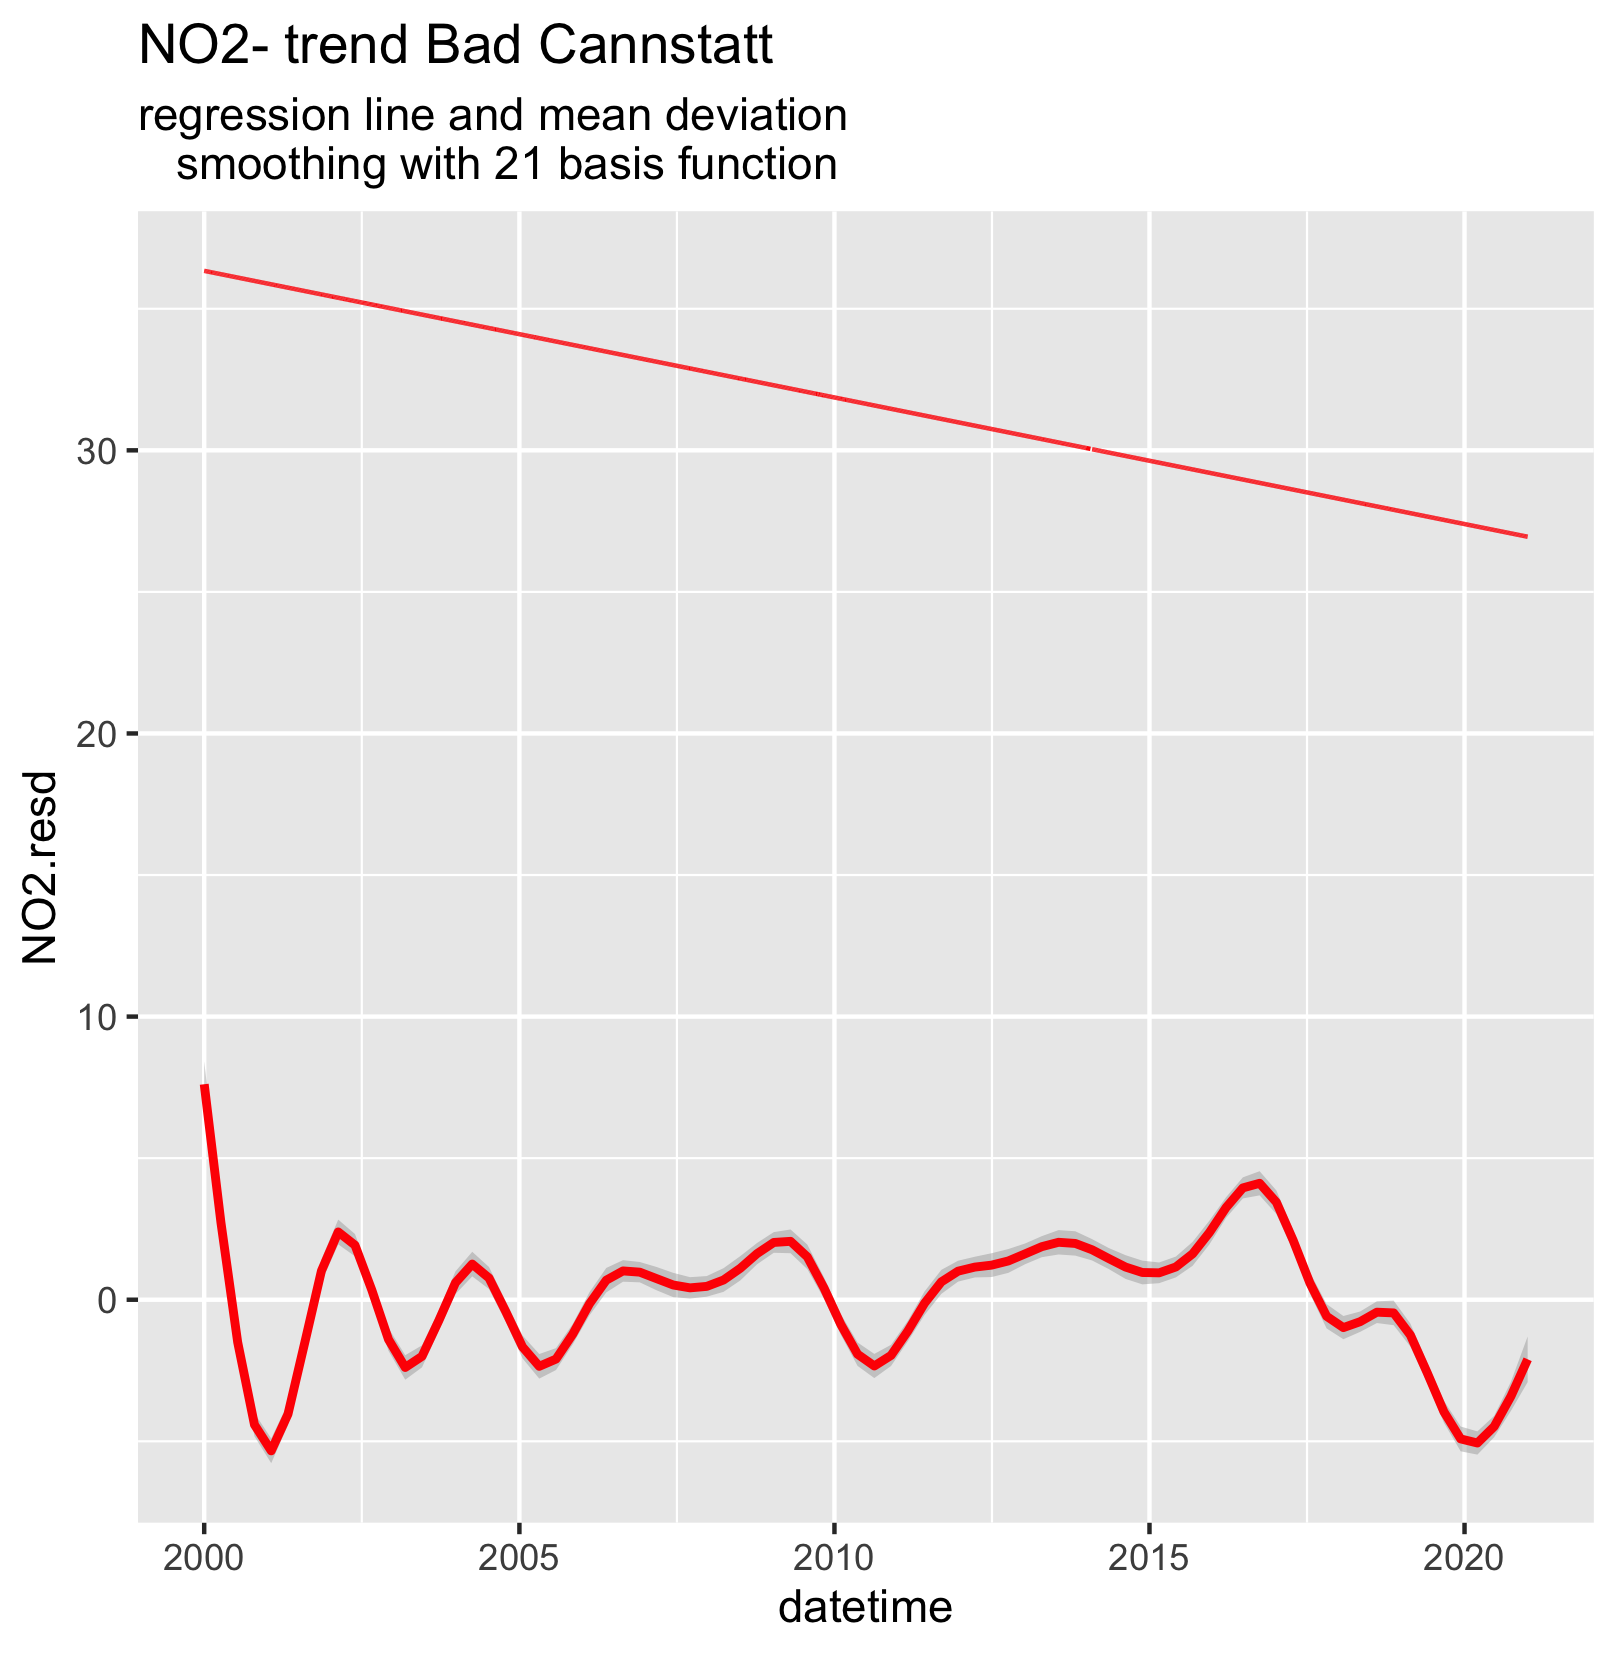 NO2- trend Bad Cannstatt
regression line and mean deviation
smoothing with 21 basis function
30
20
10
0
NO2.resd
2000 2005 2010 2015 2020
datetime